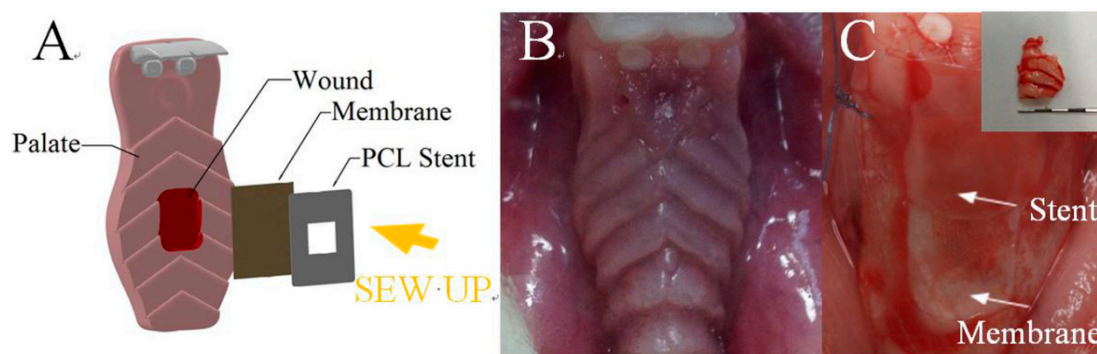 A
Wound
Membrane
Palate
PCL Stent
SEW·UP
B
C
Stent
Membrane